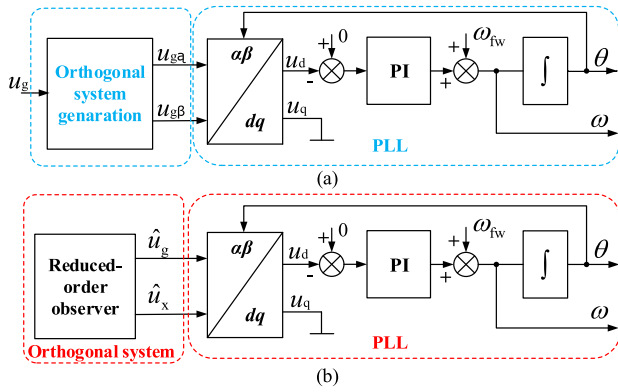 αβ
+ 0
ω_fw
u_g
Orthogonal
system
genaration
u_ga
u_gβ
u_d
-
PI
+
+
∫
θ
dq
u_q
ω
PLL
(a)
αβ
+ 0
ω_fw
Reduced-
order
observer
û_g
û_x
u_d
-
PI
+
+
∫
θ
dq
u_q
ω
Orthogonal system
PLL
(b)